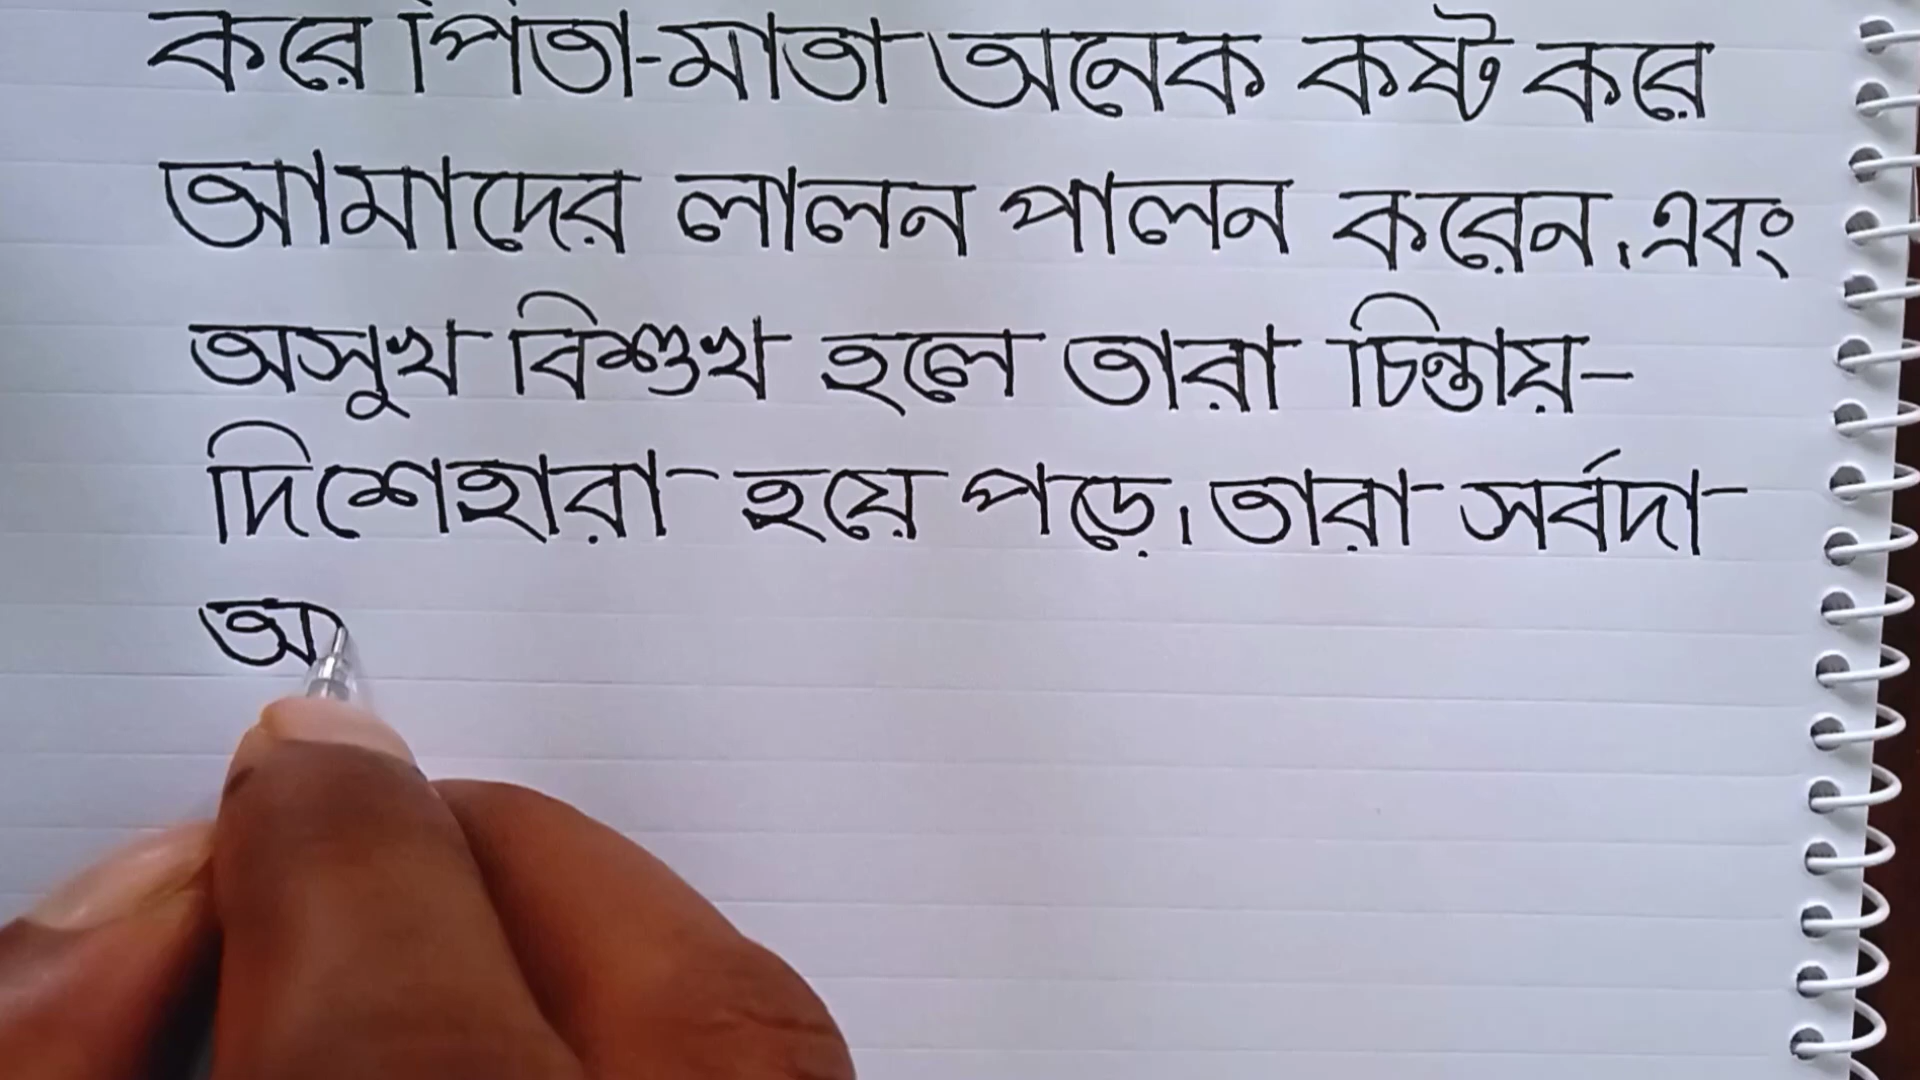 করে পিতা-মাতা অনেক কষ্ট করে
আমাদের লালন পালন করেন। এবং
অসুখ বিশুখ হলে তারা চিন্তায়
দিশেহারা হয়ে পড়ে। তারা সর্বদা
অ